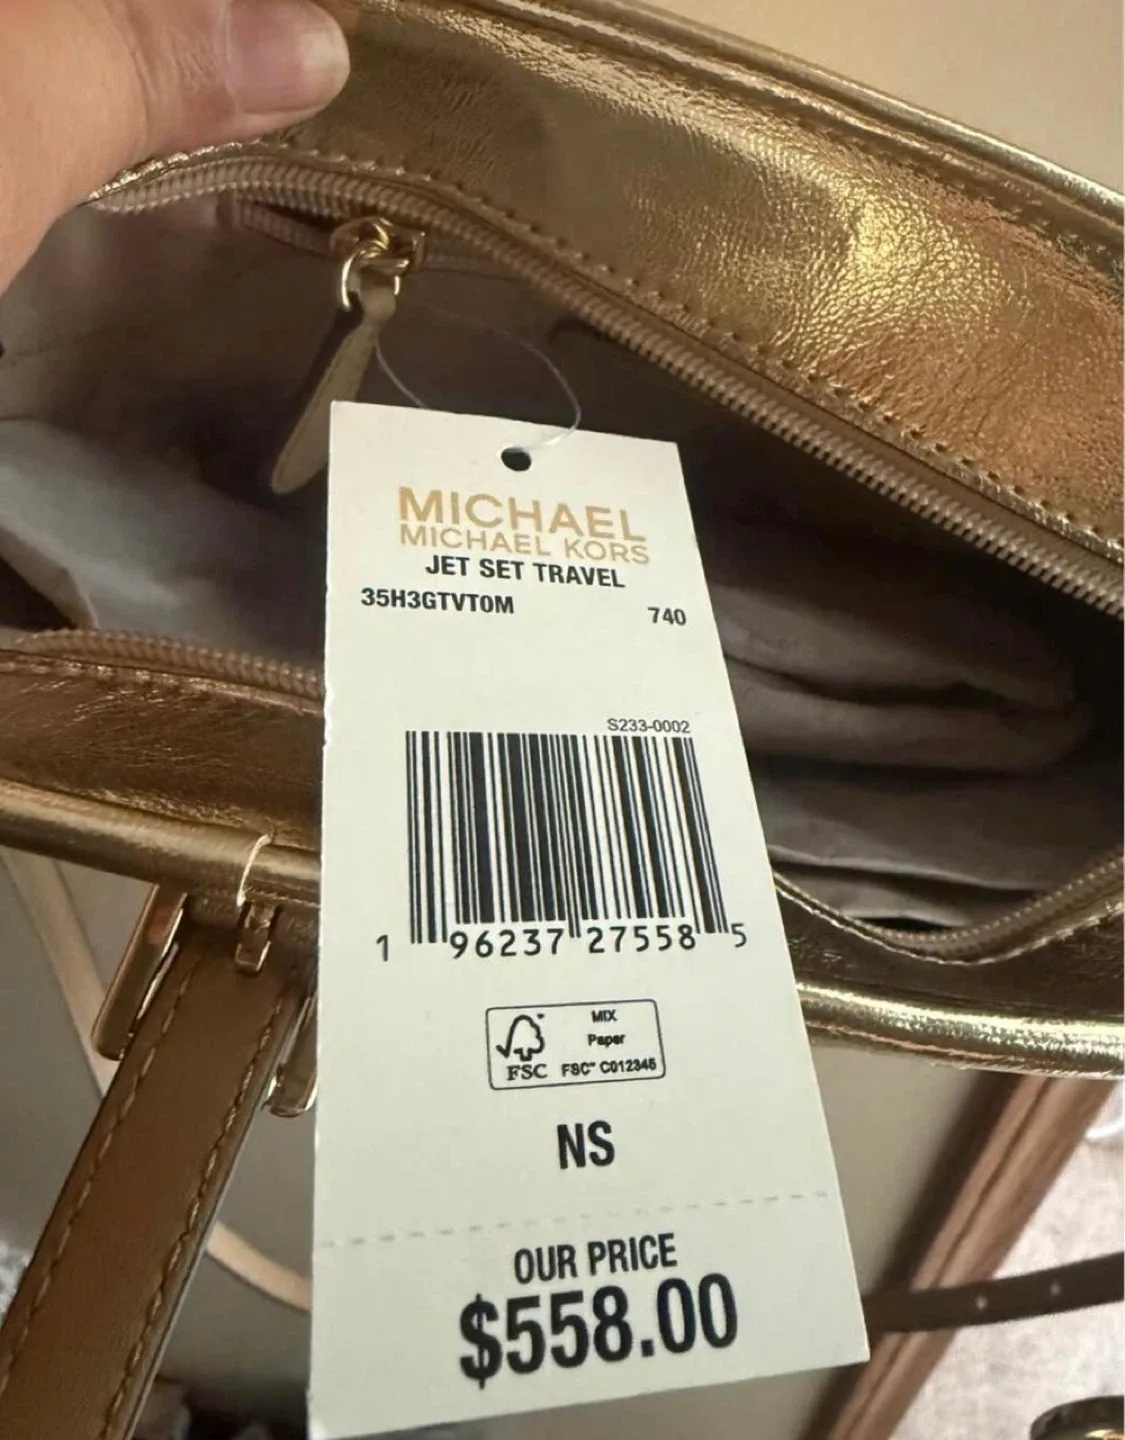 MICHAEL
MICHAEL KORS
JET SET TRAVEL
35H3GTVT0M 740
S233-0002
1 96237 27558 5
FSC
MIX
Paper
FSC™ C012345
NS
OUR PRICE
$558.00